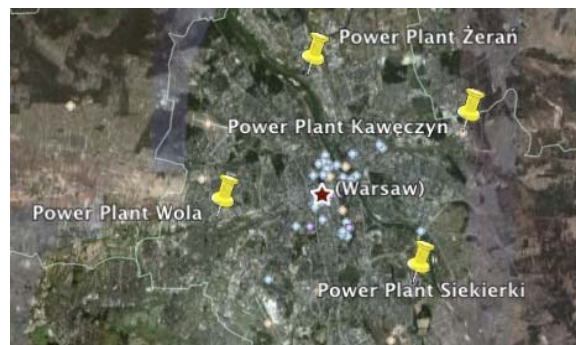 Power Plant Żerań
Power Plant Kawęczyn
(Warsaw)
Power Plant Wola
Power Plant Siekierki